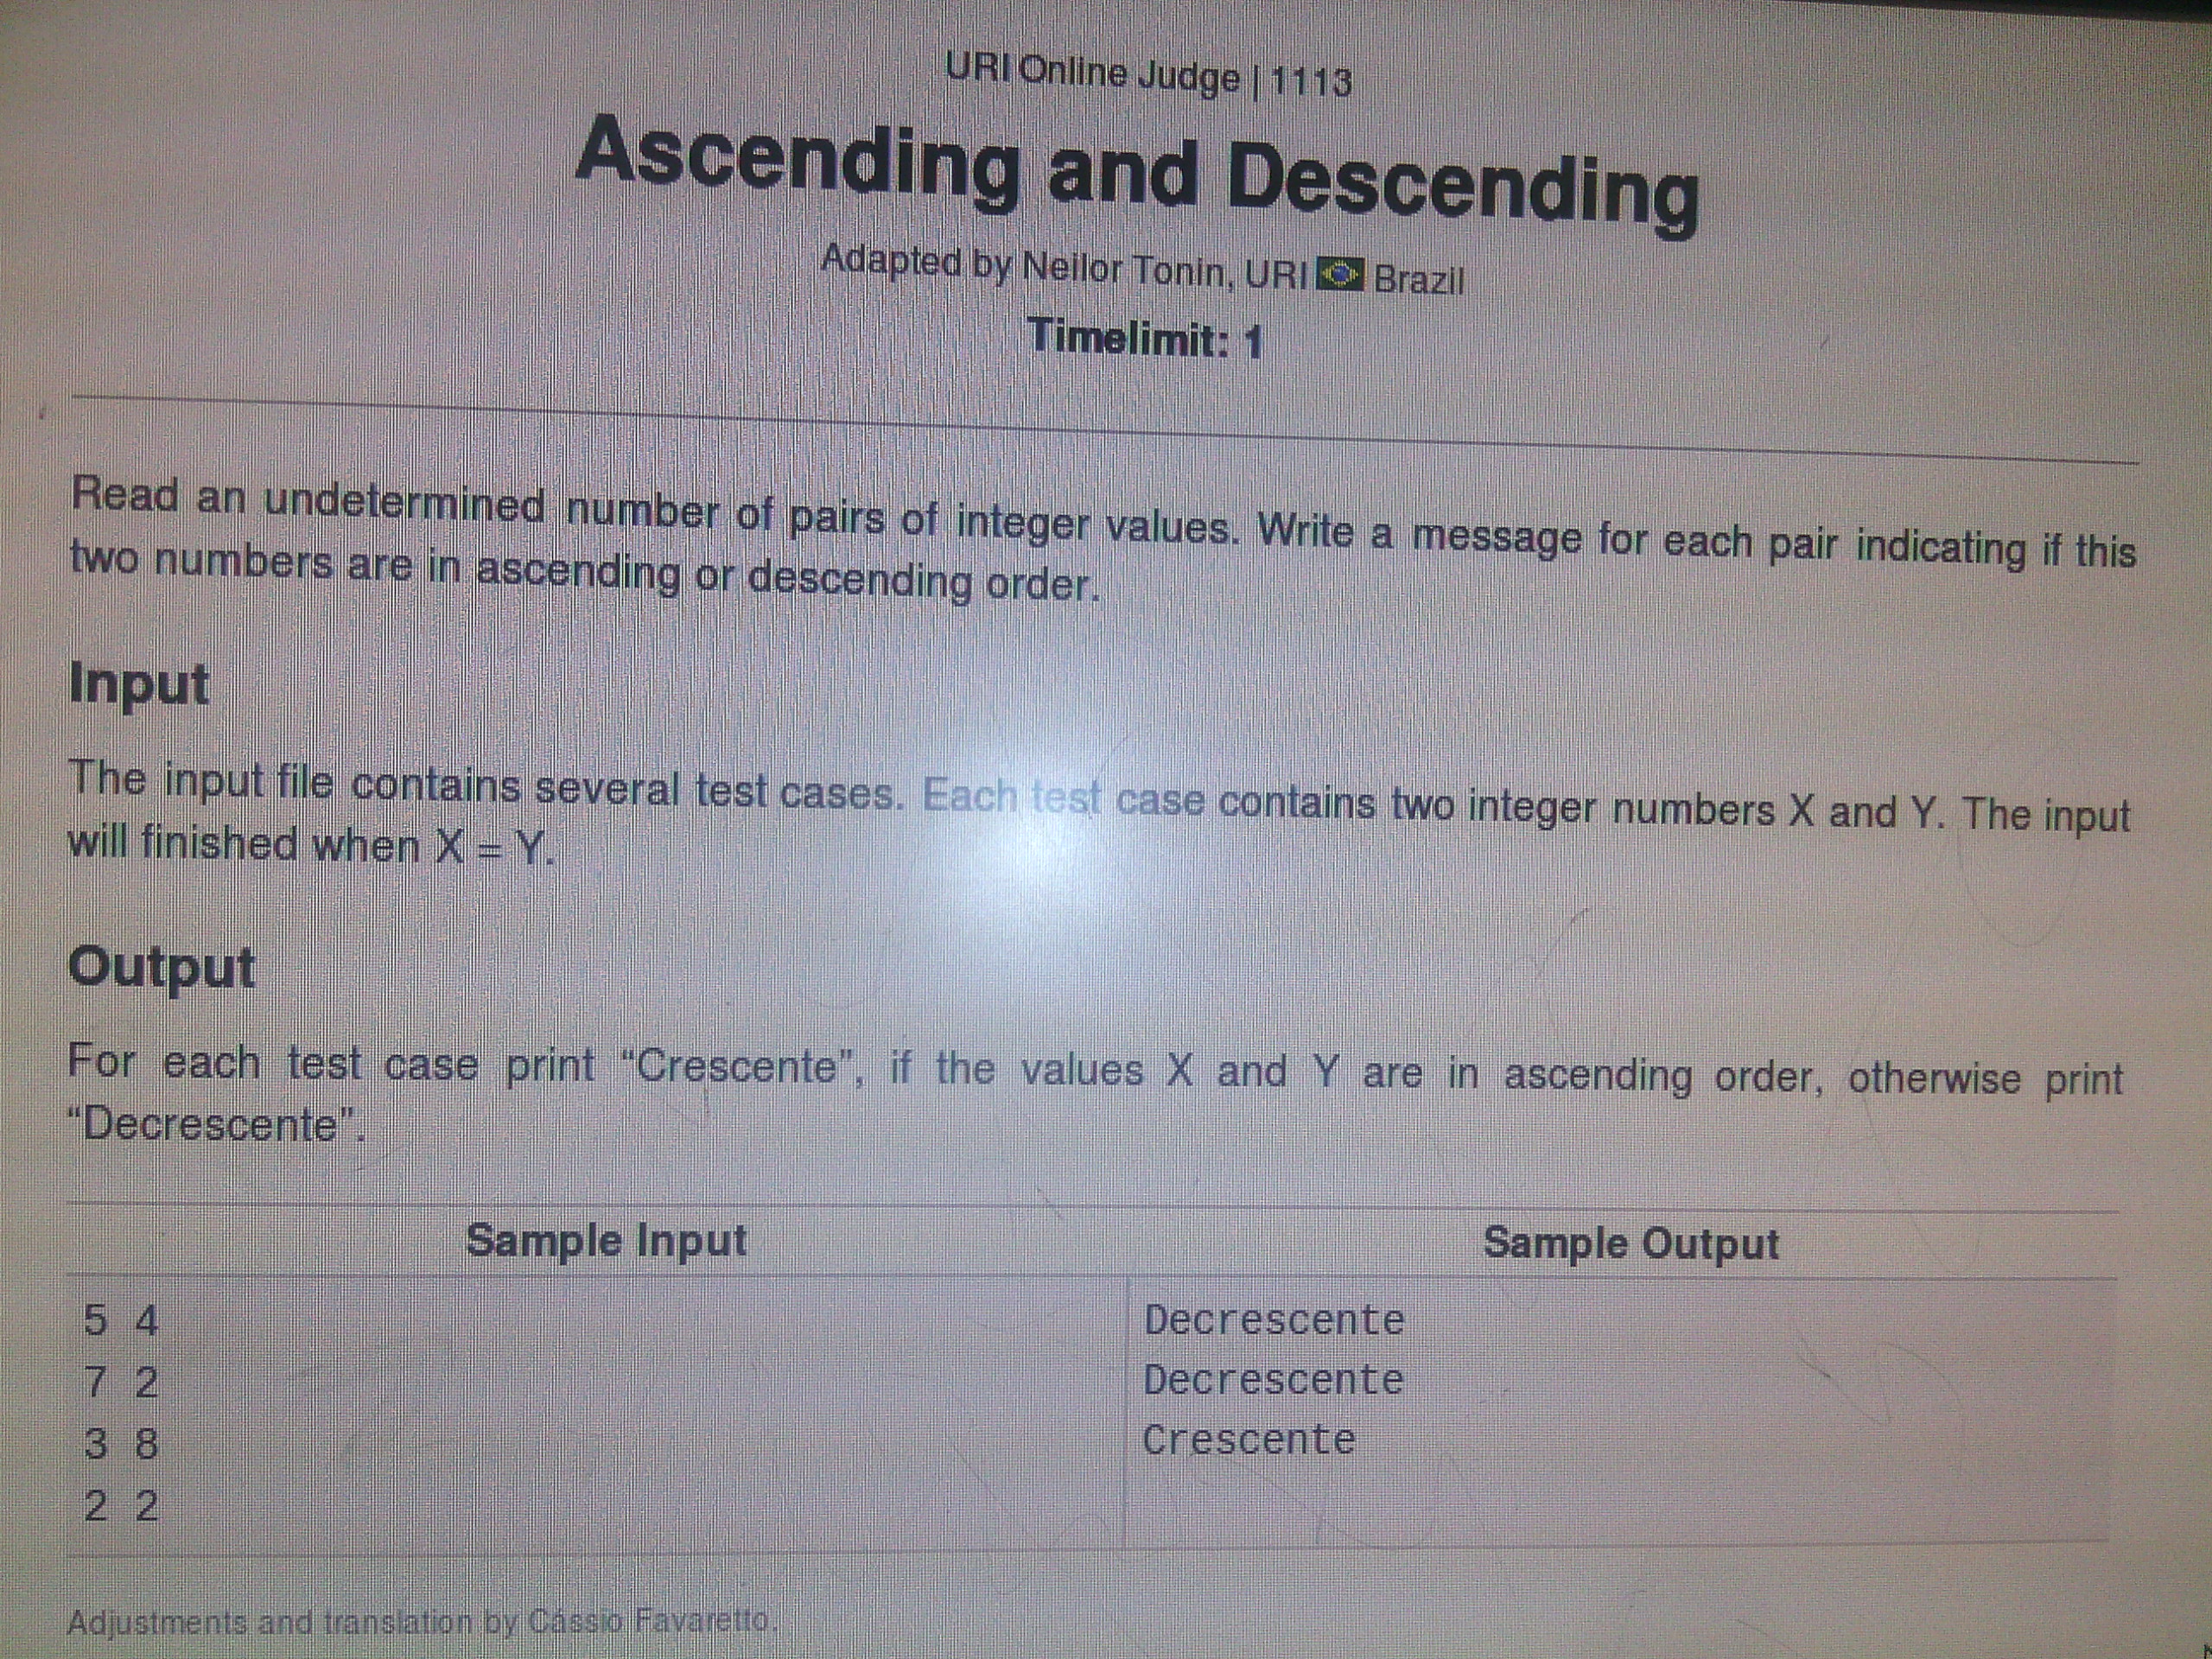 URI Online Judge | 1113
Ascending and Descending
Adapted by Neilor Tonin, URI Brazil
Timelimit: 1
Read an undetermined number of pairs of integer values. Write a message for each pair indicating if this
two numbers are in ascending or descending order.
Input
The input file contains several test cases. Each test case contains two integer numbers X and Y. The input
will finished when X = Y.
Output
For each test case print “Crescente”, if the values X and Y are in ascending order, otherwise print
“Decrescente”.
Sample Input Sample Output
5 4 Decrescente
7 2 Decrescente
3 8 Crescente
2 2
Adjustments and translation by Cássio Favaretto.